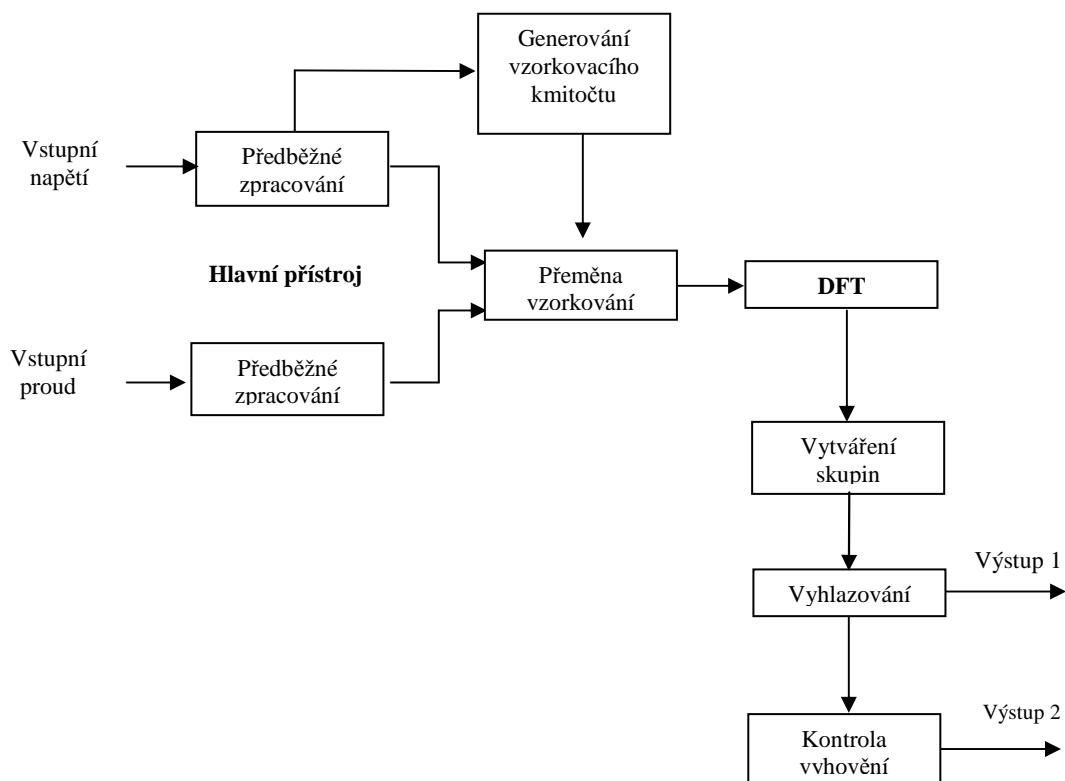 Generování
vzorkovacího
kmitočtu
Vstupní
napětí
Předběžné
zpracování
Hlavní přístroj
Přeměna
vzorkování
DFT
Vstupní
proud
Předběžné
zpracování
Vytváření
skupin
Výstup 1
Vyhlazování
Výstup 2
Kontrola
vvhovění